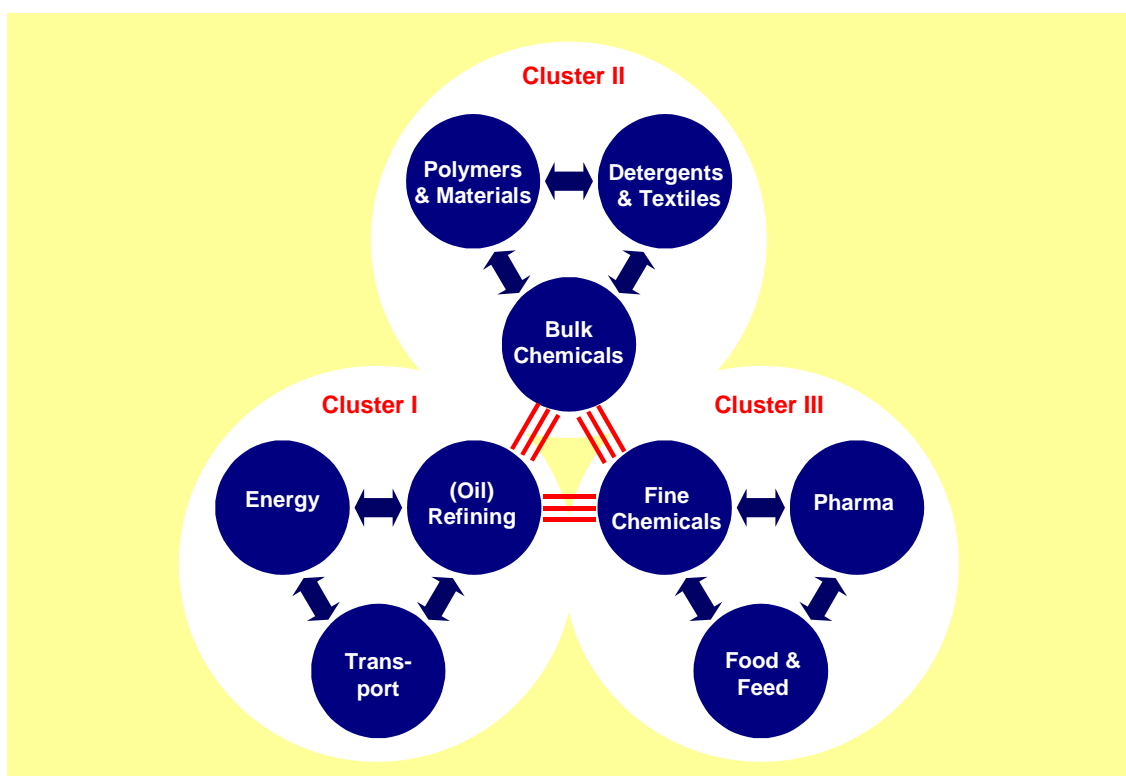 Cluster II
Polymers
& Materials
Detergents
& Textiles
Bulk
Chemicals
Cluster I
Cluster III
Energy
(Oil)
Refining
Fine
Chemicals
Pharma
Trans-
port
Food &
Feed